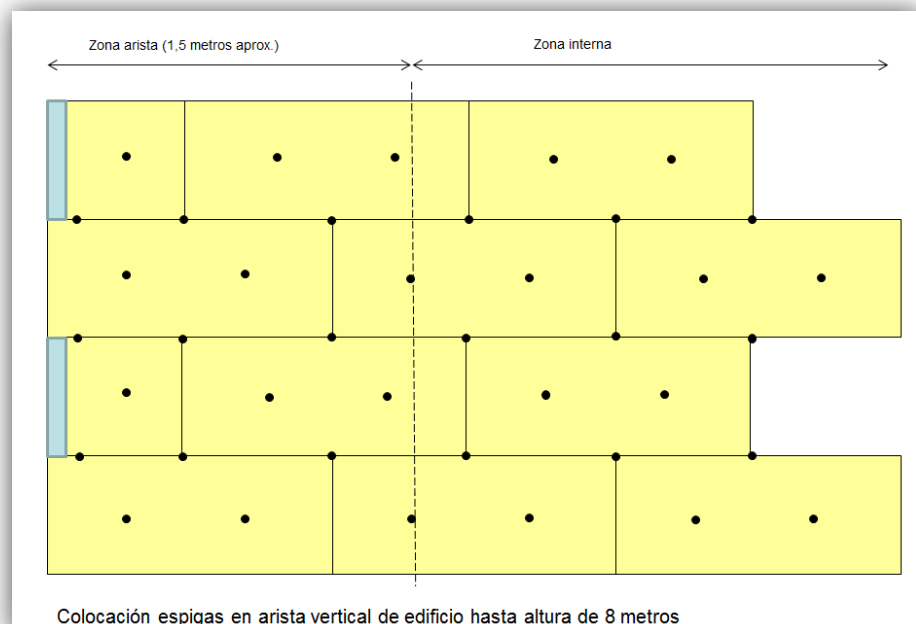 Zona arista (1,5 metros aprox.)
Zona interna
Colocación espigas en arista vertical de edificio hasta altura de 8 metros